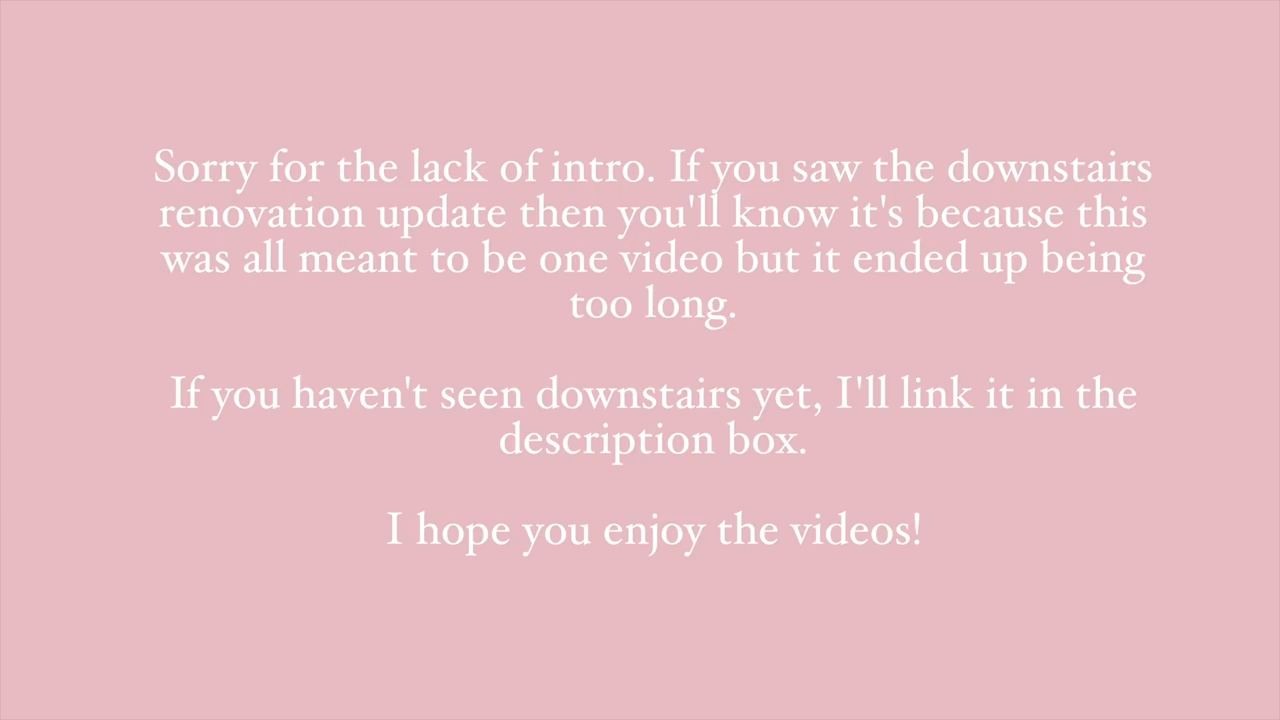 Sorry for the lack of intro. If you saw the downstairs
renovation update then you'll know it's because this
was all meant to be one video but it ended up being
too long.
If you haven't seen downstairs yet, I'll link it in the
description box.
I hope you enjoy the videos!